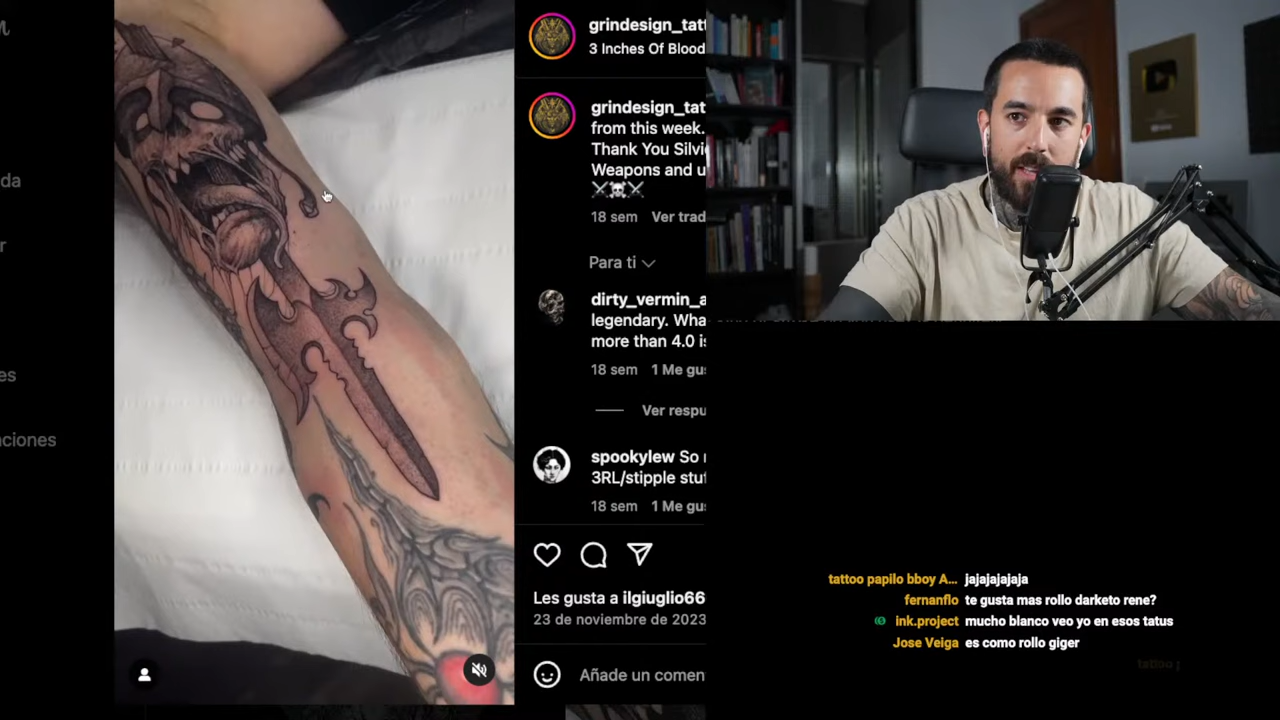 da
r
es
ciones
grindesign_tatt
3 Inches Of Blood
grindesign_tat
from this week.
Thank You Silvi
Weapons and u
18 sem Ver trad
Para ti
dirty_vermin_a
legendary. Wha
more than 4.0 is
18 sem 1 Me gu
Ver respu
spookylew So
3RL/stipple stuf
18 sem 1 Me gu
Les gusta a ilgiuglio66
23 de noviembre de 2023
Añade un comen
tattoo papilo bboy A... jajajajajaja
fernanflo te gusta mas rollo darketo rene?
ink.project mucho blanco veo yo en esos tatus
Jose Veiga es como rollo giger